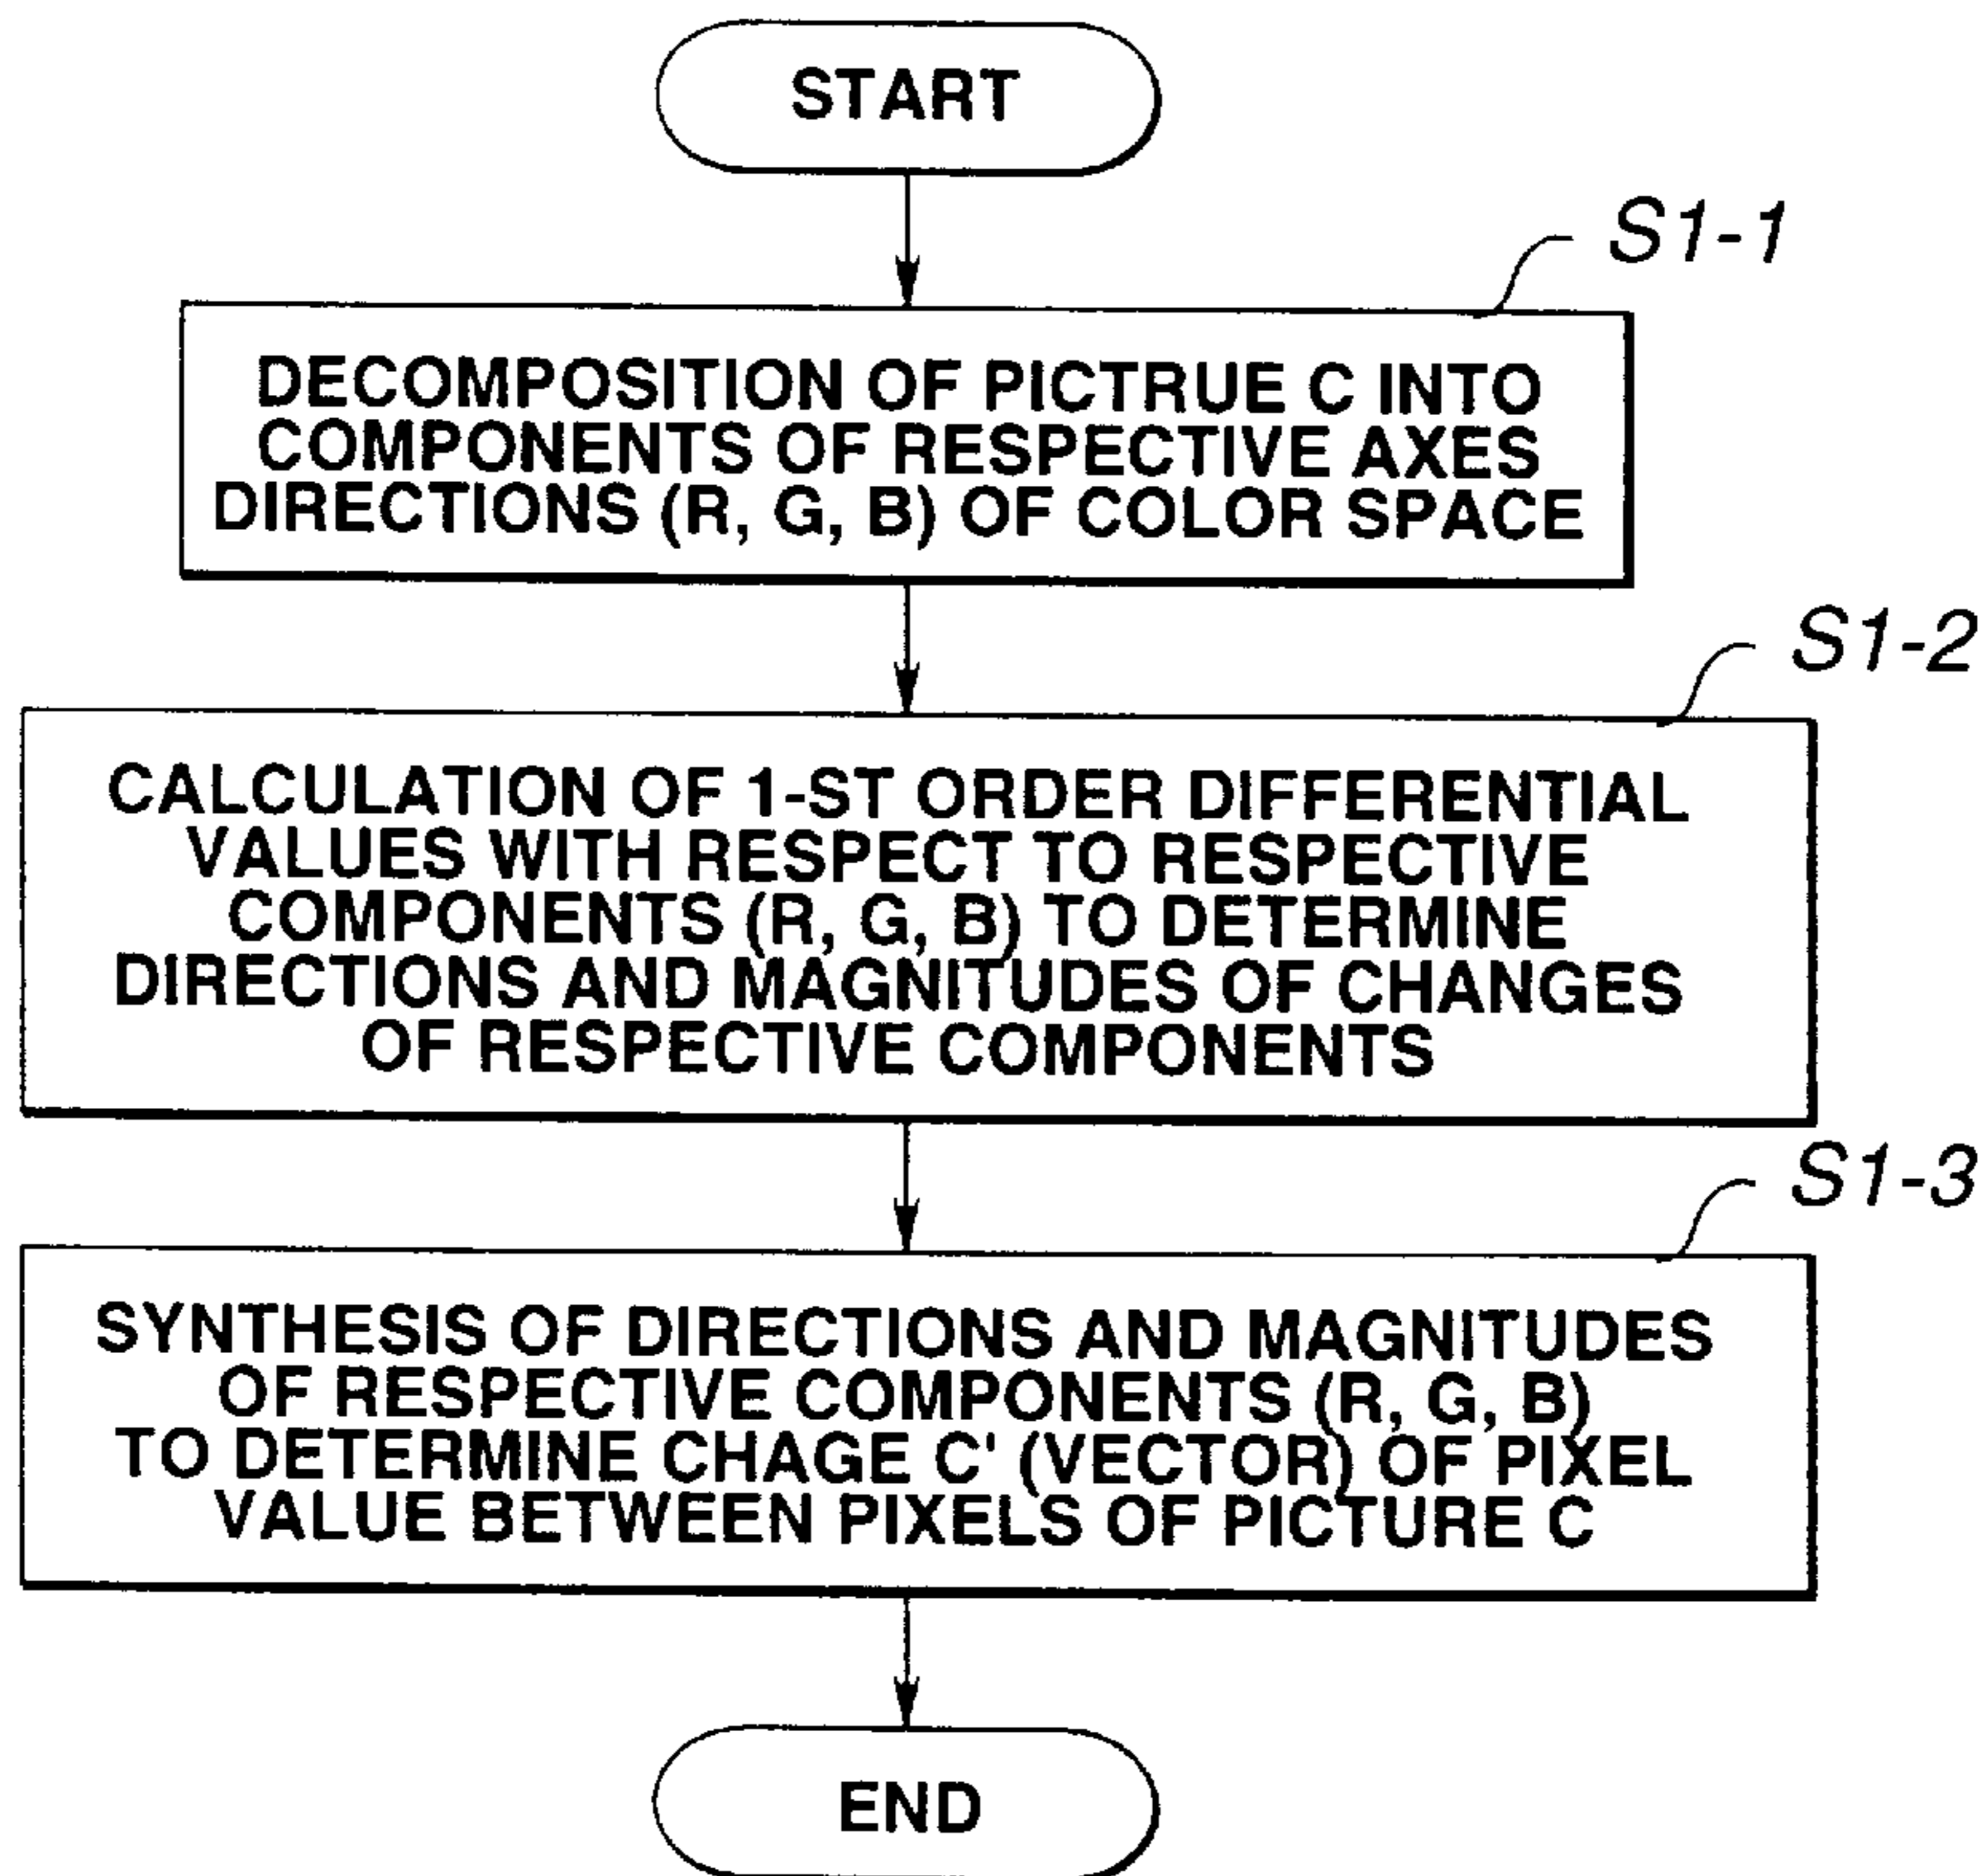 START
S1-1
DECOMPOSITION OF PICTRUE C INTO
COMPONENTS OF RESPECTIVE AXES
DIRECTIONS (R, G, B) OF COLOR SPACE
S1-2
CALCULATION OF 1-ST ORDER DIFFERENTIAL
VALUES WITH RESPECT TO RESPECTIVE
COMPONENTS (R, G, B) TO DETERMINE
DIRECTIONS AND MAGNITUDES OF CHANGES
OF RESPECTIVE COMPONENTS
S1-3
SYNTHESIS OF DIRECTIONS AND MAGNITUDES
OF RESPECTIVE COMPONENTS (R, G, B)
TO DETERMINE CHAGE C' (VECTOR) OF PIXEL
VALUE BETWEEN PIXELS OF PICTURE C
END